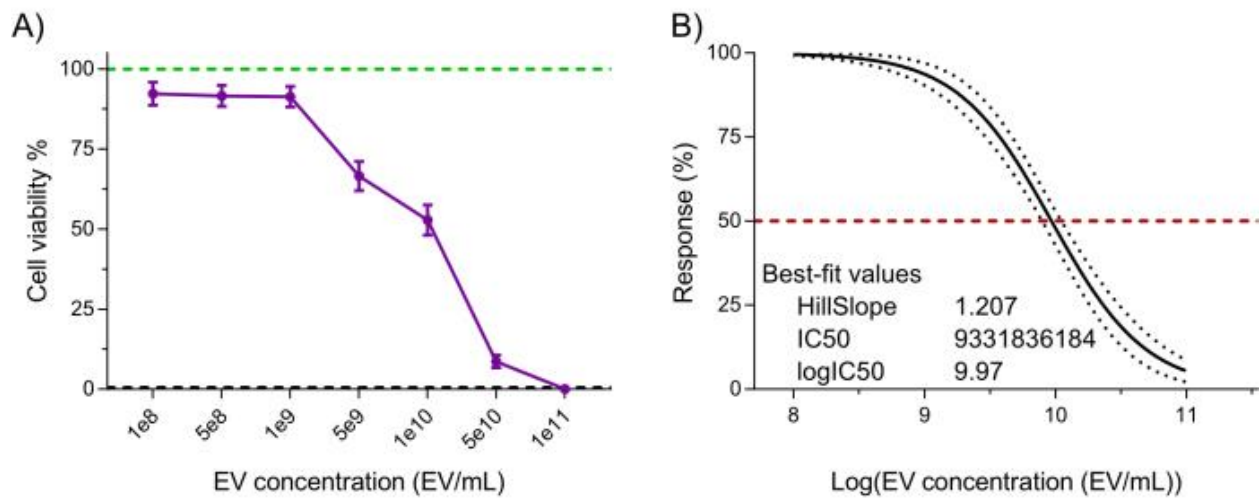 A)
100
75
50
25
0
Cell viability %
1e8
5e8
1e9
5e9
1e10
5e10
1e11
EV concentration (EV/mL)
B)
100
75
50
25
0
Response (%)
Best-fit values
HillSlope 1.207
IC50 9331836184
logIC50 9.97
8
9
10
11
Log(EV concentration (EV/mL))